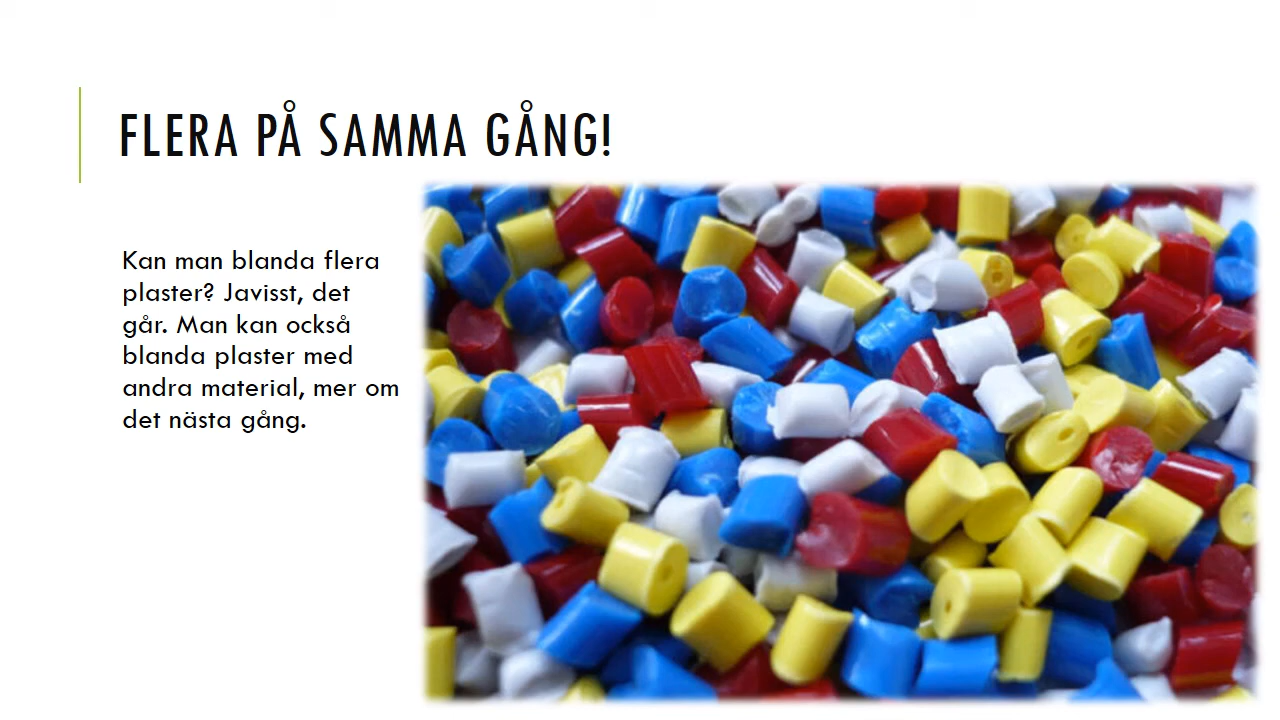 FLERA PÅ SAMMA GÅNG!
Kan man blanda flera
plaster? Javisst, det
går. Man kan också
blanda plaster med
andra material, mer om
det nästa gång.